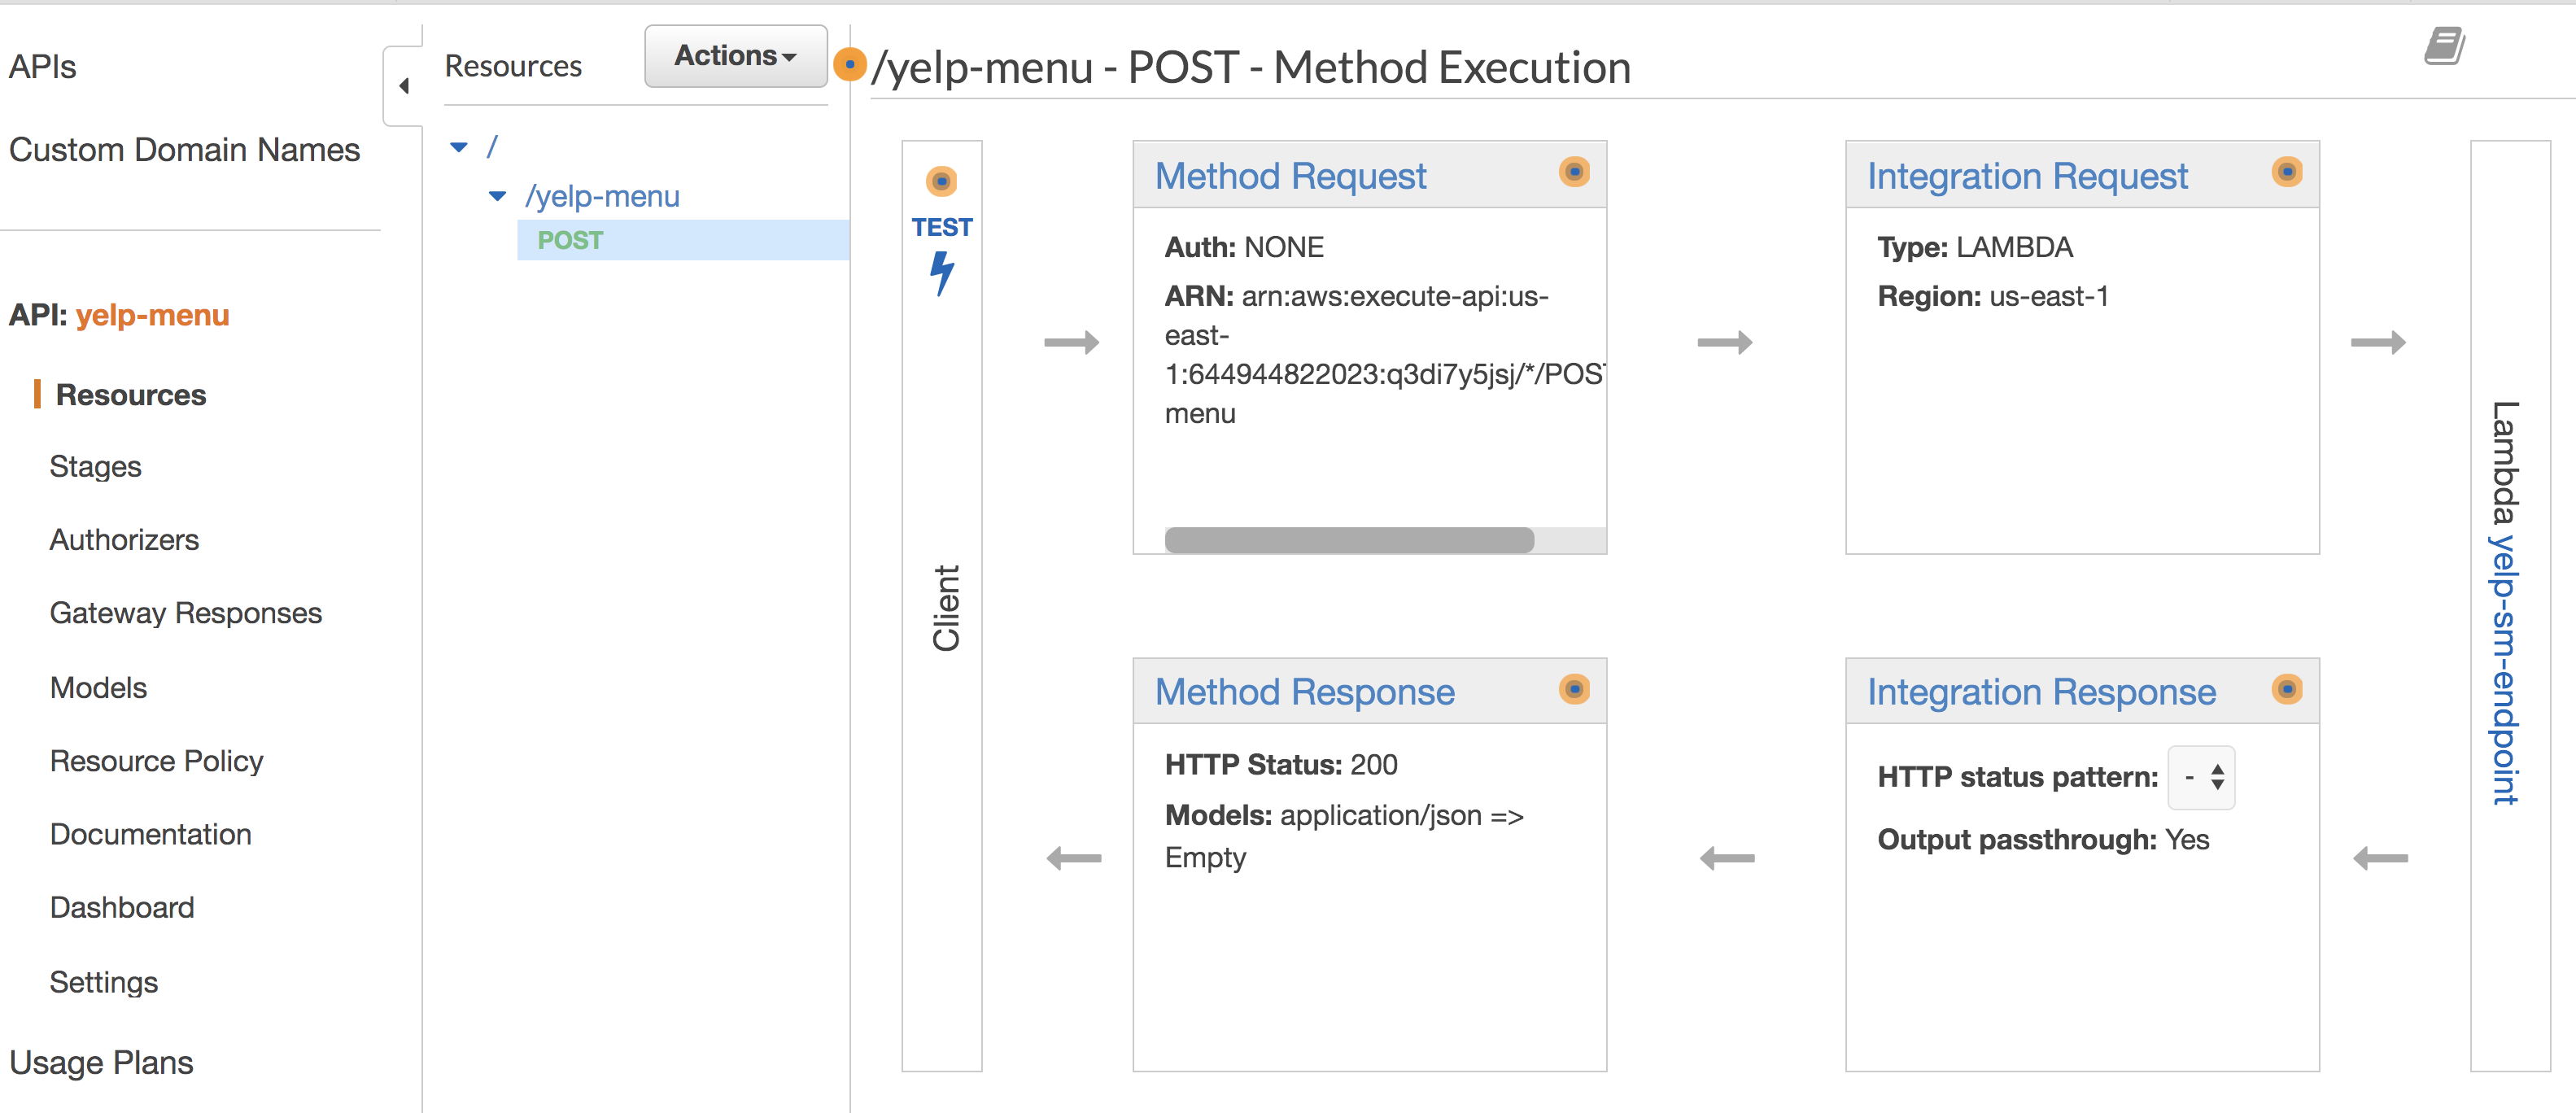 APIs
Custom Domain Names
API: yelp-menu
Resources
Stages
Authorizers
Gateway Responses
Models
Resource Policy
Documentation
Dashboard
Settings
Usage Plans
Resources
Actions
/
/yelp-menu
POST
/yelp-menu - POST - Method Execution
TEST
Client
Method Request
Auth: NONE
ARN: arn:aws:execute-api:us-
east-
1:644944822023:q3di7y5jsj/*/POST
menu
Integration Request
Type: LAMBDA
Region: us-east-1
Lambda yelp-sm-endpoint
Method Response
HTTP Status: 200
Models: application/json =>
Empty
Integration Response
HTTP status pattern: -
Output passthrough: Yes